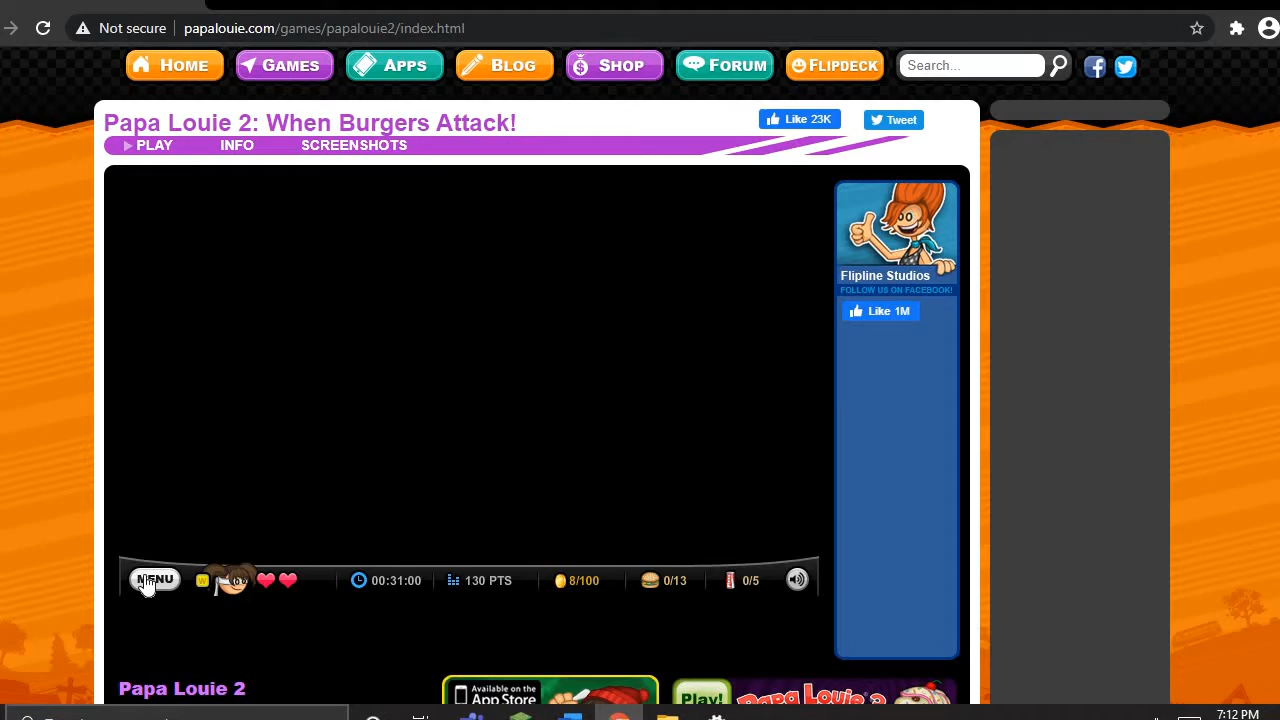 Not secure papalouie.com/games/papalouie2/index.html
HOME GAMES APPS BLOG SHOP FORUM FLIPDECK Search...
Papa Louie 2: When Burgers Attack!
Like 23K Tweet
PLAY INFO SCREENSHOTS
Flipline Studios
FOLLOW US ON FACEBOOK!
Like 1M
MENU W 00:31:00 130 PTS 8/100 0/13 0/5
Papa Louie 2
Available on the
App Store
Play! Papa Louie 3
7:12 PM